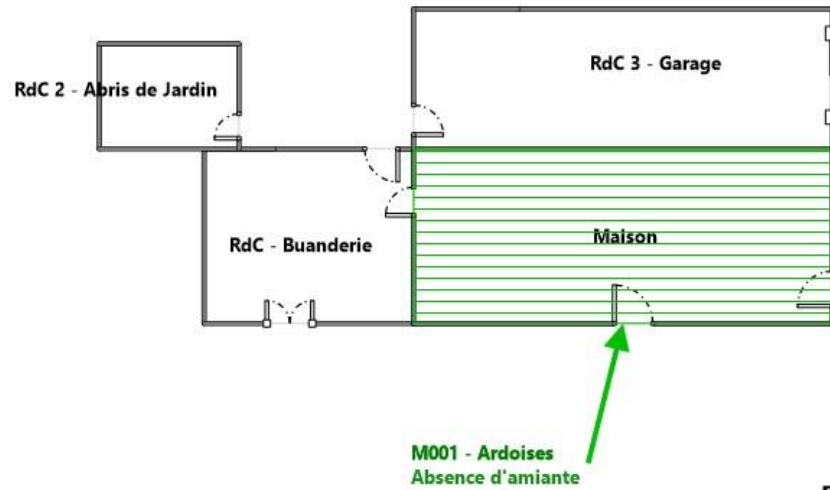 RdC 3 - Garage
RdC 2 - Abris de Jardin
RdC - Buanderie
Maison
M001 - Ardoises
Absence d'amiante